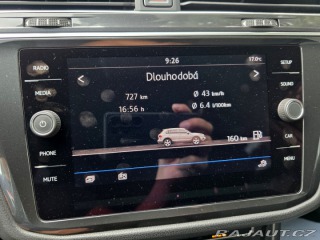 9:26
17.0°C
RADIO
MEDIA
PHONE
MUTE
SETUP
SOUND
CAR
MENU
< Dlouhodobá >
727 km
Ø 43 km/h
16:56 h
Ø 6.4 l/100km
160 km
BAJAUT.CZ